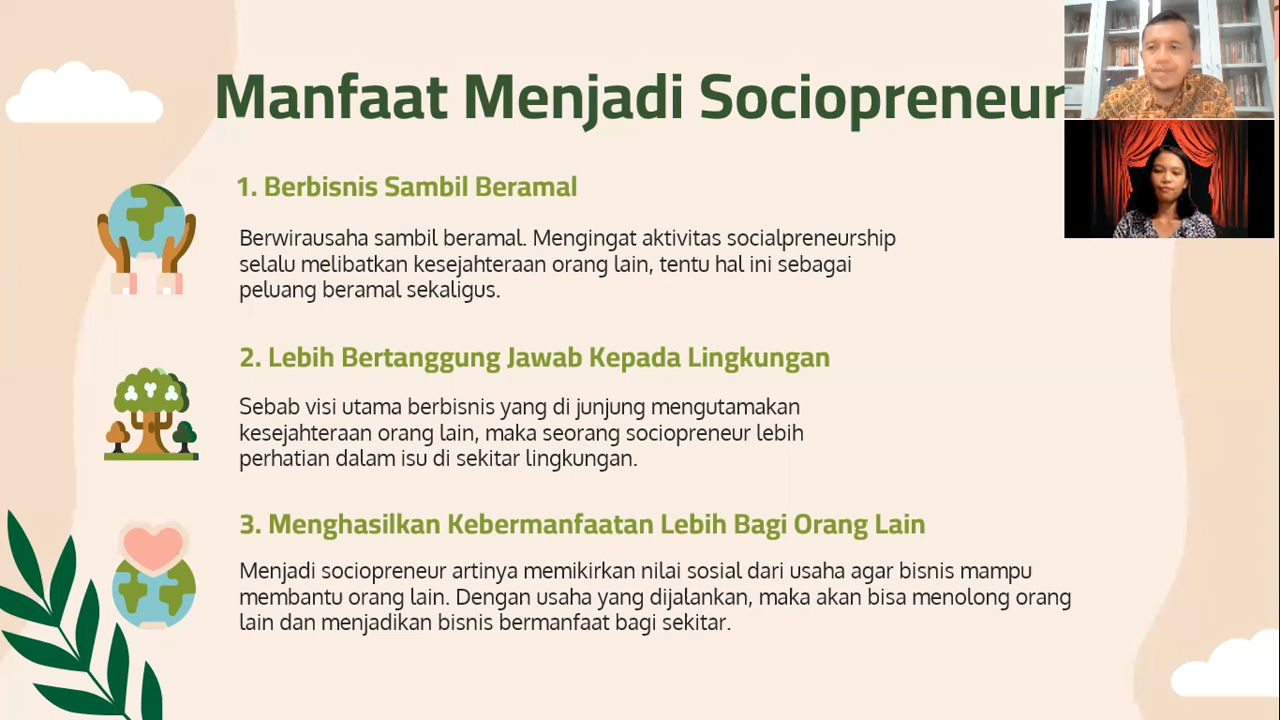 Manfaat Menjadi Sociopreneur
1. Berbisnis Sambil Beramal
Berwirausaha sambil beramal. Mengingat aktivitas socialpreneurship
selalu melibatkan kesejahteraan orang lain, tentu hal ini sebagai
peluang beramal sekaligus.
2. Lebih Bertanggung Jawab Kepada Lingkungan
Sebab visi utama berbisnis yang di junjung mengutamakan
kesejahteraan orang lain, maka seorang sociopreneur lebih
perhatian dalam isu di sekitar lingkungan.
3. Menghasilkan Kebermanfaatan Lebih Bagi Orang Lain
Menjadi sociopreneur artinya memikirkan nilai sosial dari usaha agar bisnis mampu
membantu orang lain. Dengan usaha yang dijalankan, maka akan bisa menolong orang
lain dan menjadikan bisnis bermanfaat bagi sekitar.